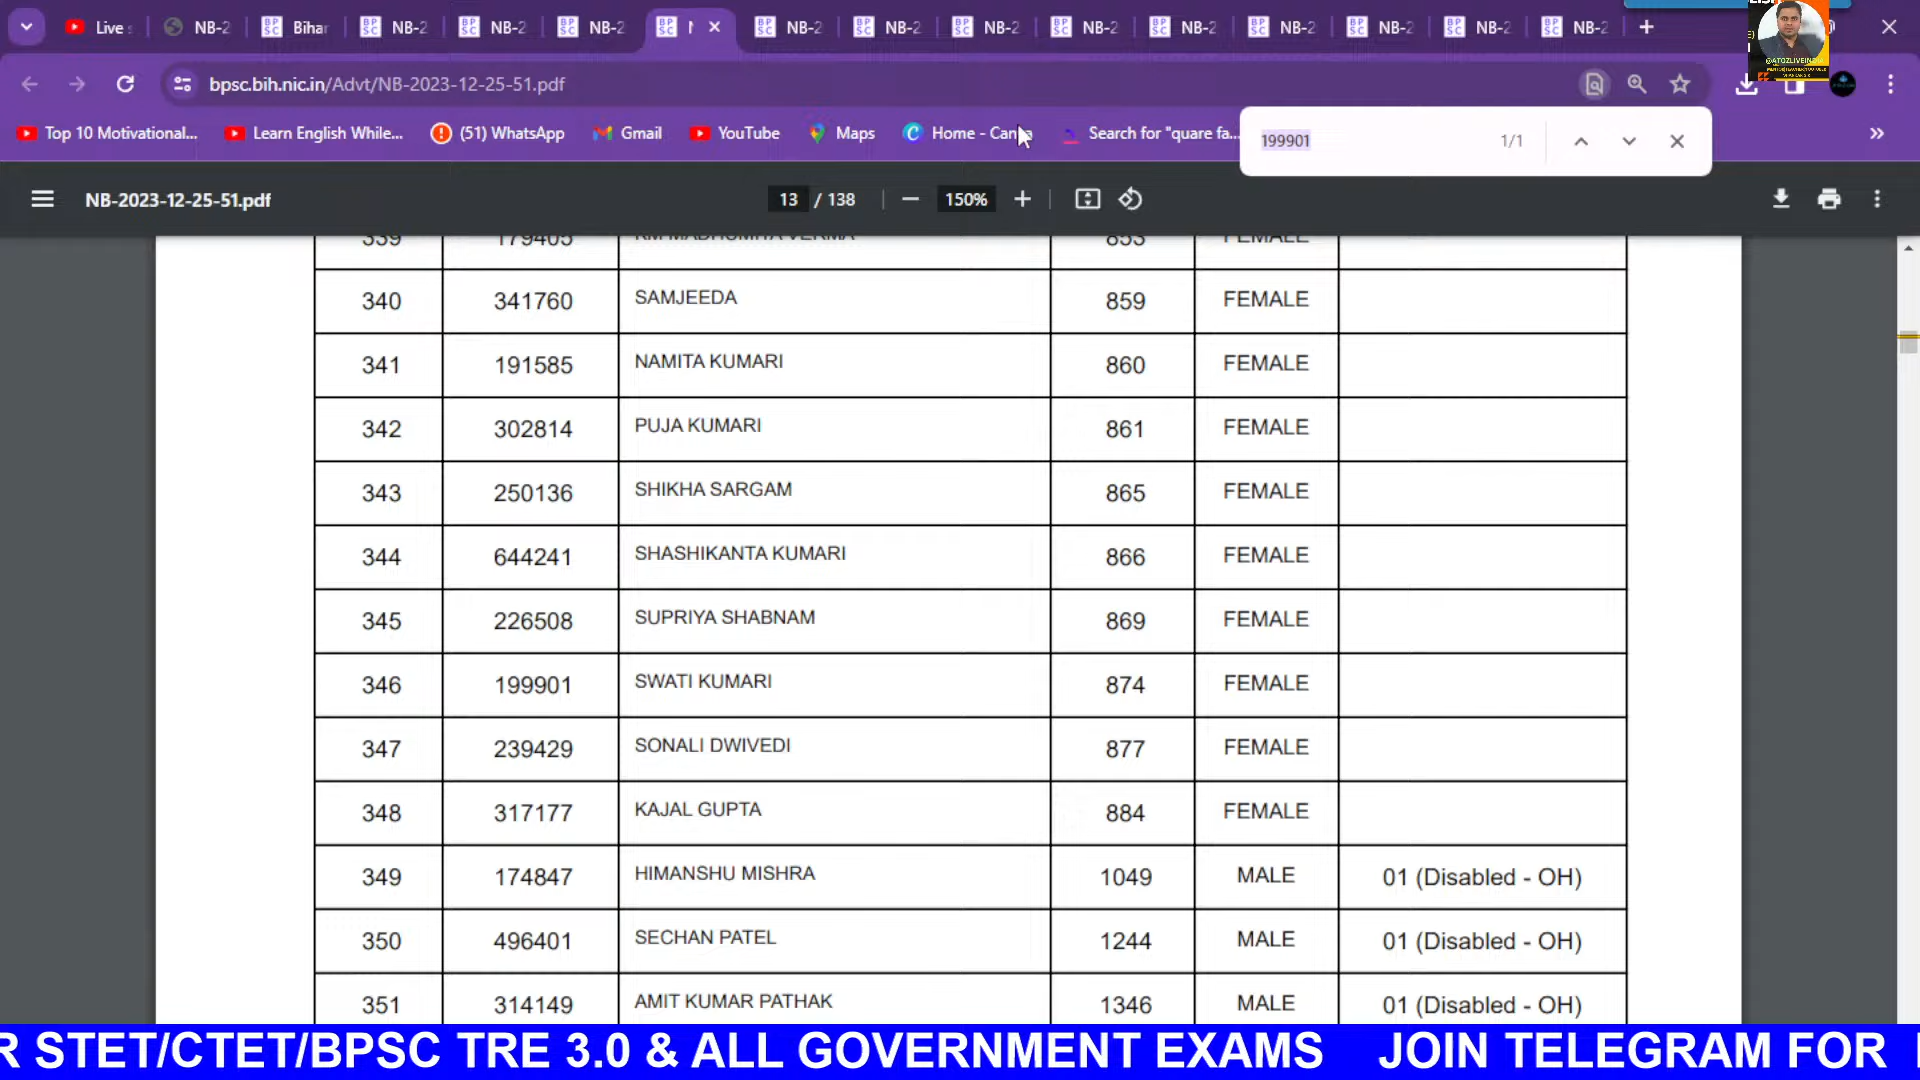 Live
NB-2
Bihar
NB-2
NB-2
NB-2
NB-2
NB-2
NB-2
NB-2
NB-2
NB-2
NB-2
NB-2
NB-2
bpsc.bih.nic.in/Advt/NB-2023-12-25-51.pdf
@ATOZLIVEINDIA
Top 10 Motivational...
Learn English While...
(51) WhatsApp
Gmail
YouTube
Maps
Home - Canva
Search for "quare fa...
199901
1/1
NB-2023-12-25-51.pdf
13 / 138
150%
339 179405 KM MADHUMITA VERMA 853 FEMALE
340 341760 SAMJEEDA 859 FEMALE
341 191585 NAMITA KUMARI 860 FEMALE
342 302814 PUJA KUMARI 861 FEMALE
343 250136 SHIKHA SARGAM 865 FEMALE
344 644241 SHASHIKANTA KUMARI 866 FEMALE
345 226508 SUPRIYA SHABNAM 869 FEMALE
346 199901 SWATI KUMARI 874 FEMALE
347 239429 SONALI DWIVEDI 877 FEMALE
348 317177 KAJAL GUPTA 884 FEMALE
349 174847 HIMANSHU MISHRA 1049 MALE 01 (Disabled - OH)
350 496401 SECHAN PATEL 1244 MALE 01 (Disabled - OH)
351 314149 AMIT KUMAR PATHAK 1346 MALE 01 (Disabled - OH)
R STET/CTET/BPSC TRE 3.0 & ALL GOVERNMENT EXAMS JOIN TELEGRAM FOR